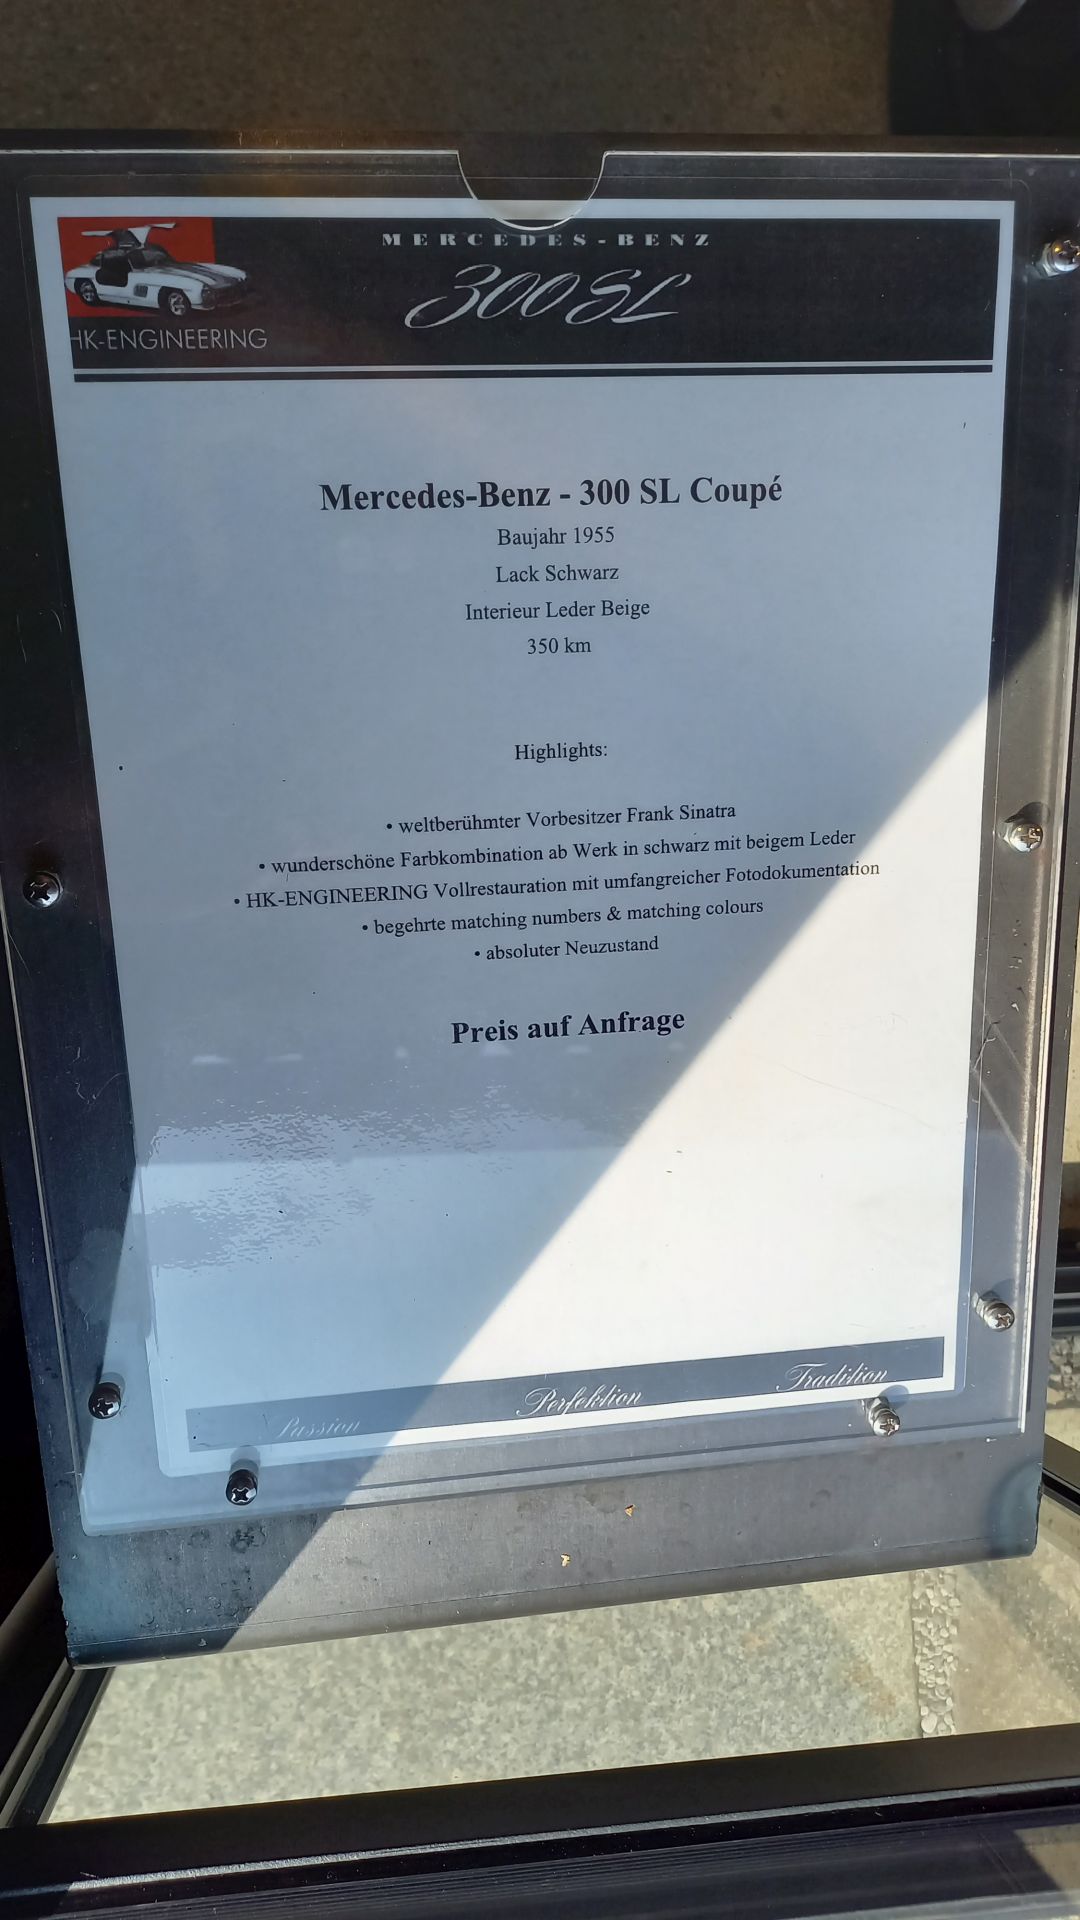 MERCEDES-BENZ
300 SL
HK-ENGINEERING
Mercedes-Benz - 300 SL Coupé
Baujahr 1955
Lack Schwarz
Interieur Leder Beige
350 km
Highlights:
• weltberühmter Vorbesitzer Frank Sinatra
• wunderschöne Farbkombination ab Werk in schwarz mit beigem Leder
• HK-ENGINEERING Vollrestauration mit umfangreicher Fotodokumentation
• begehrte matching numbers & matching colours
• absoluter Neuzustand
Preis auf Anfrage
Passion Perfektion Tradition